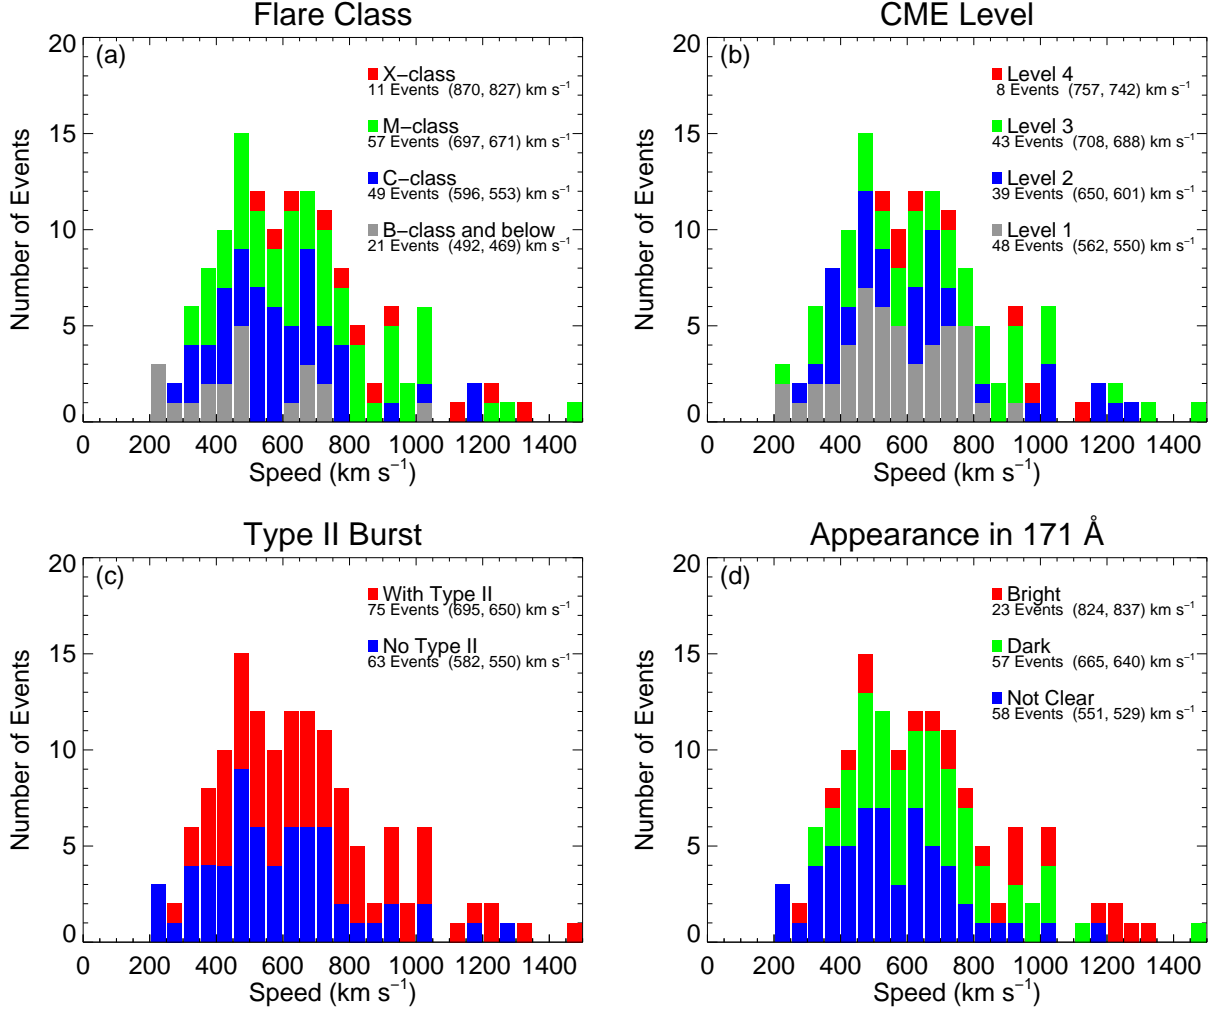 Flare Class
(a)
20
15
10
5
0
Number of Events
X−class
11 Events (870, 827) km s−1
M−class
57 Events (697, 671) km s−1
C−class
49 Events (596, 553) km s−1
B−class and below
21 Events (492, 469) km s−1
0 200 400 600 800 1000 1200 1400
Speed (km s−1)
CME Level
(b)
20
15
10
5
0
Number of Events
Level 4
8 Events (757, 742) km s−1
Level 3
43 Events (708, 688) km s−1
Level 2
39 Events (650, 601) km s−1
Level 1
48 Events (562, 550) km s−1
0 200 400 600 800 1000 1200 1400
Speed (km s−1)
Type II Burst
(c)
20
15
10
5
0
Number of Events
With Type II
75 Events (695, 650) km s−1
No Type II
63 Events (582, 550) km s−1
0 200 400 600 800 1000 1200 1400
Speed (km s−1)
Appearance in 171 Å
(d)
20
15
10
5
0
Number of Events
Bright
23 Events (824, 837) km s−1
Dark
57 Events (665, 640) km s−1
Not Clear
58 Events (551, 529) km s−1
0 200 400 600 800 1000 1200 1400
Speed (km s−1)